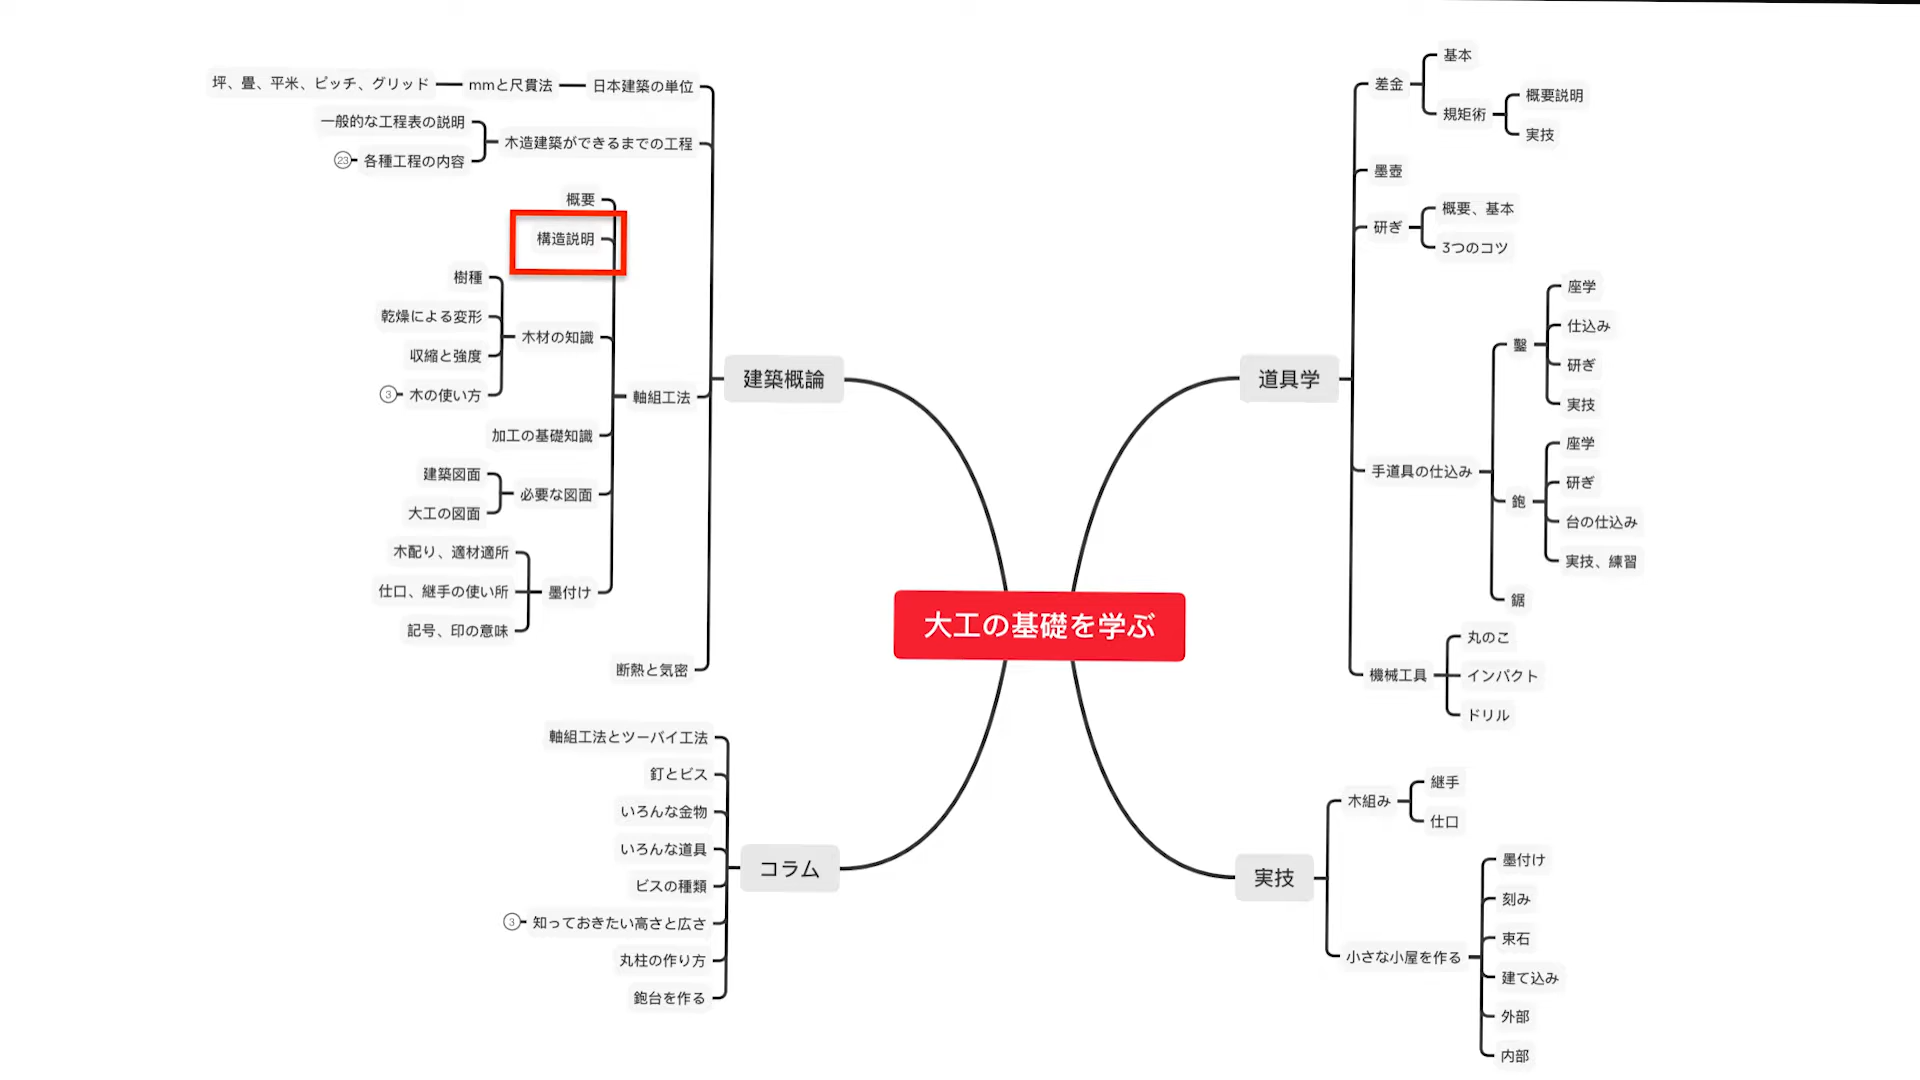 大工の基礎を学ぶ
建築概論
日本建築の単位
mmと尺貫法
坪、畳、平米、ピッチ、グリッド
木造建築ができるまでの工程
一般的な工程表の説明
各種工程の内容
23
軸組工法
概要
構造説明
木材の知識
樹種
乾燥による変形
収縮と強度
木の使い方
3
加工の基礎知識
必要な図面
建築図面
大工の図面
墨付け
木配り、適材適所
仕口、継手の使い所
記号、印の意味
断熱と気密
コラム
軸組工法とツーバイ工法
釘とビス
いろんな金物
いろんな道具
ビスの種類
知っておきたい高さと広さ
3
丸柱の作り方
鉋台を作る
道具学
差金
基本
規矩術
概要説明
実技
墨壺
研ぎ
概要、基本
3つのコツ
手道具の仕込み
鑿
座学
仕込み
研ぎ
実技
鉋
座学
研ぎ
台の仕込み
実技、練習
鋸
機械工具
丸のこ
インパクト
ドリル
実技
木組み
継手
仕口
小さな小屋を作る
墨付け
刻み
束石
建て込み
外部
内部